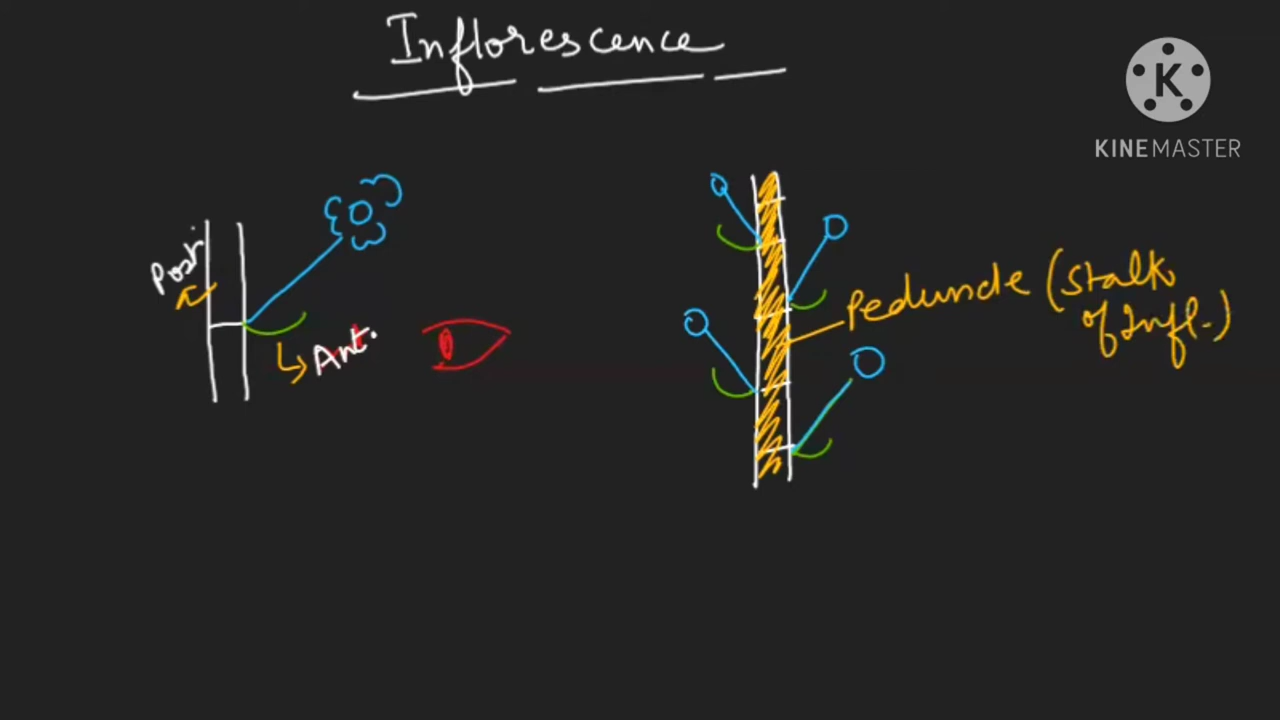 Inflorescence
K
KINEMASTER
Post.
Ant.
Peduncle (Stalk
of Infl.)